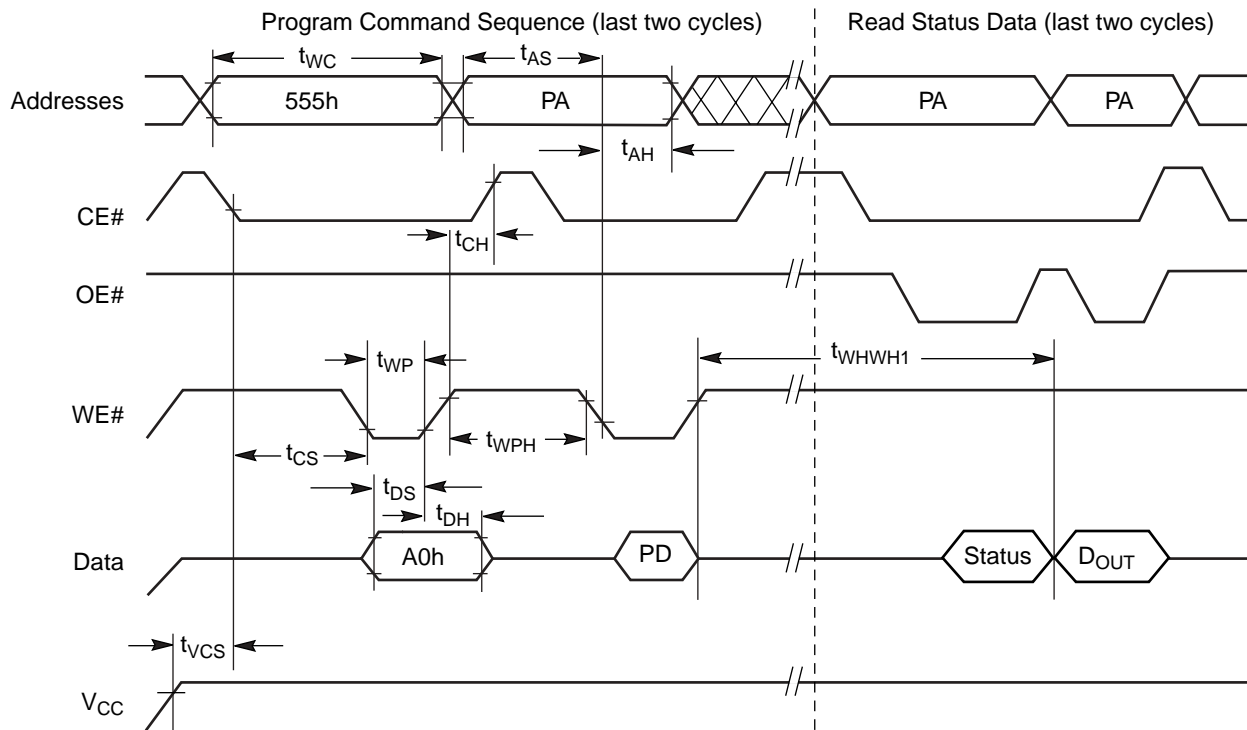 Program Command Sequence (last two cycles)
Read Status Data (last two cycles)
tWC
tAS
Addresses
555h
PA
PA
PA
tAH
CE#
tCH
OE#
tWP
tWHWH1
WE#
tWPH
tCS
tDS
tDH
Data
A0h
PD
Status
DOUT
tVCS
VCC